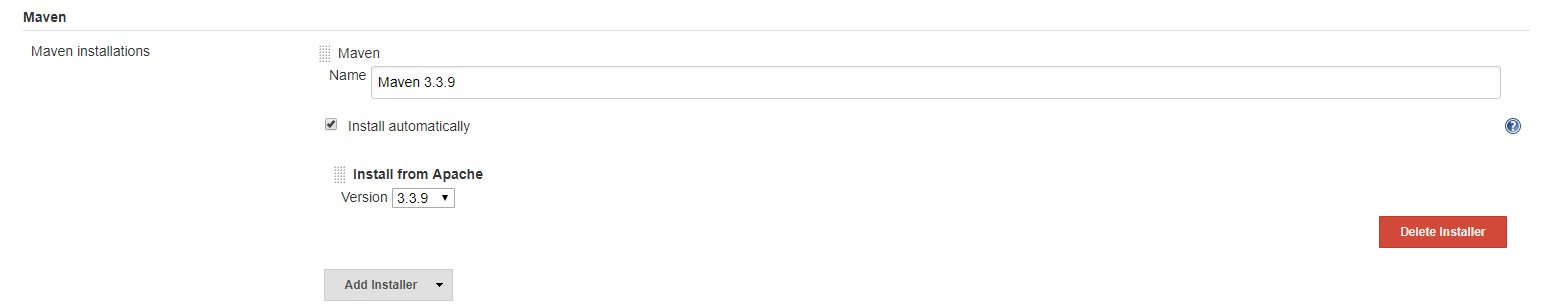 Maven
Maven installations
Maven
Name Maven 3.3.9
Install automatically
?
Install from Apache
Version 3.3.9
Delete Installer
Add Installer